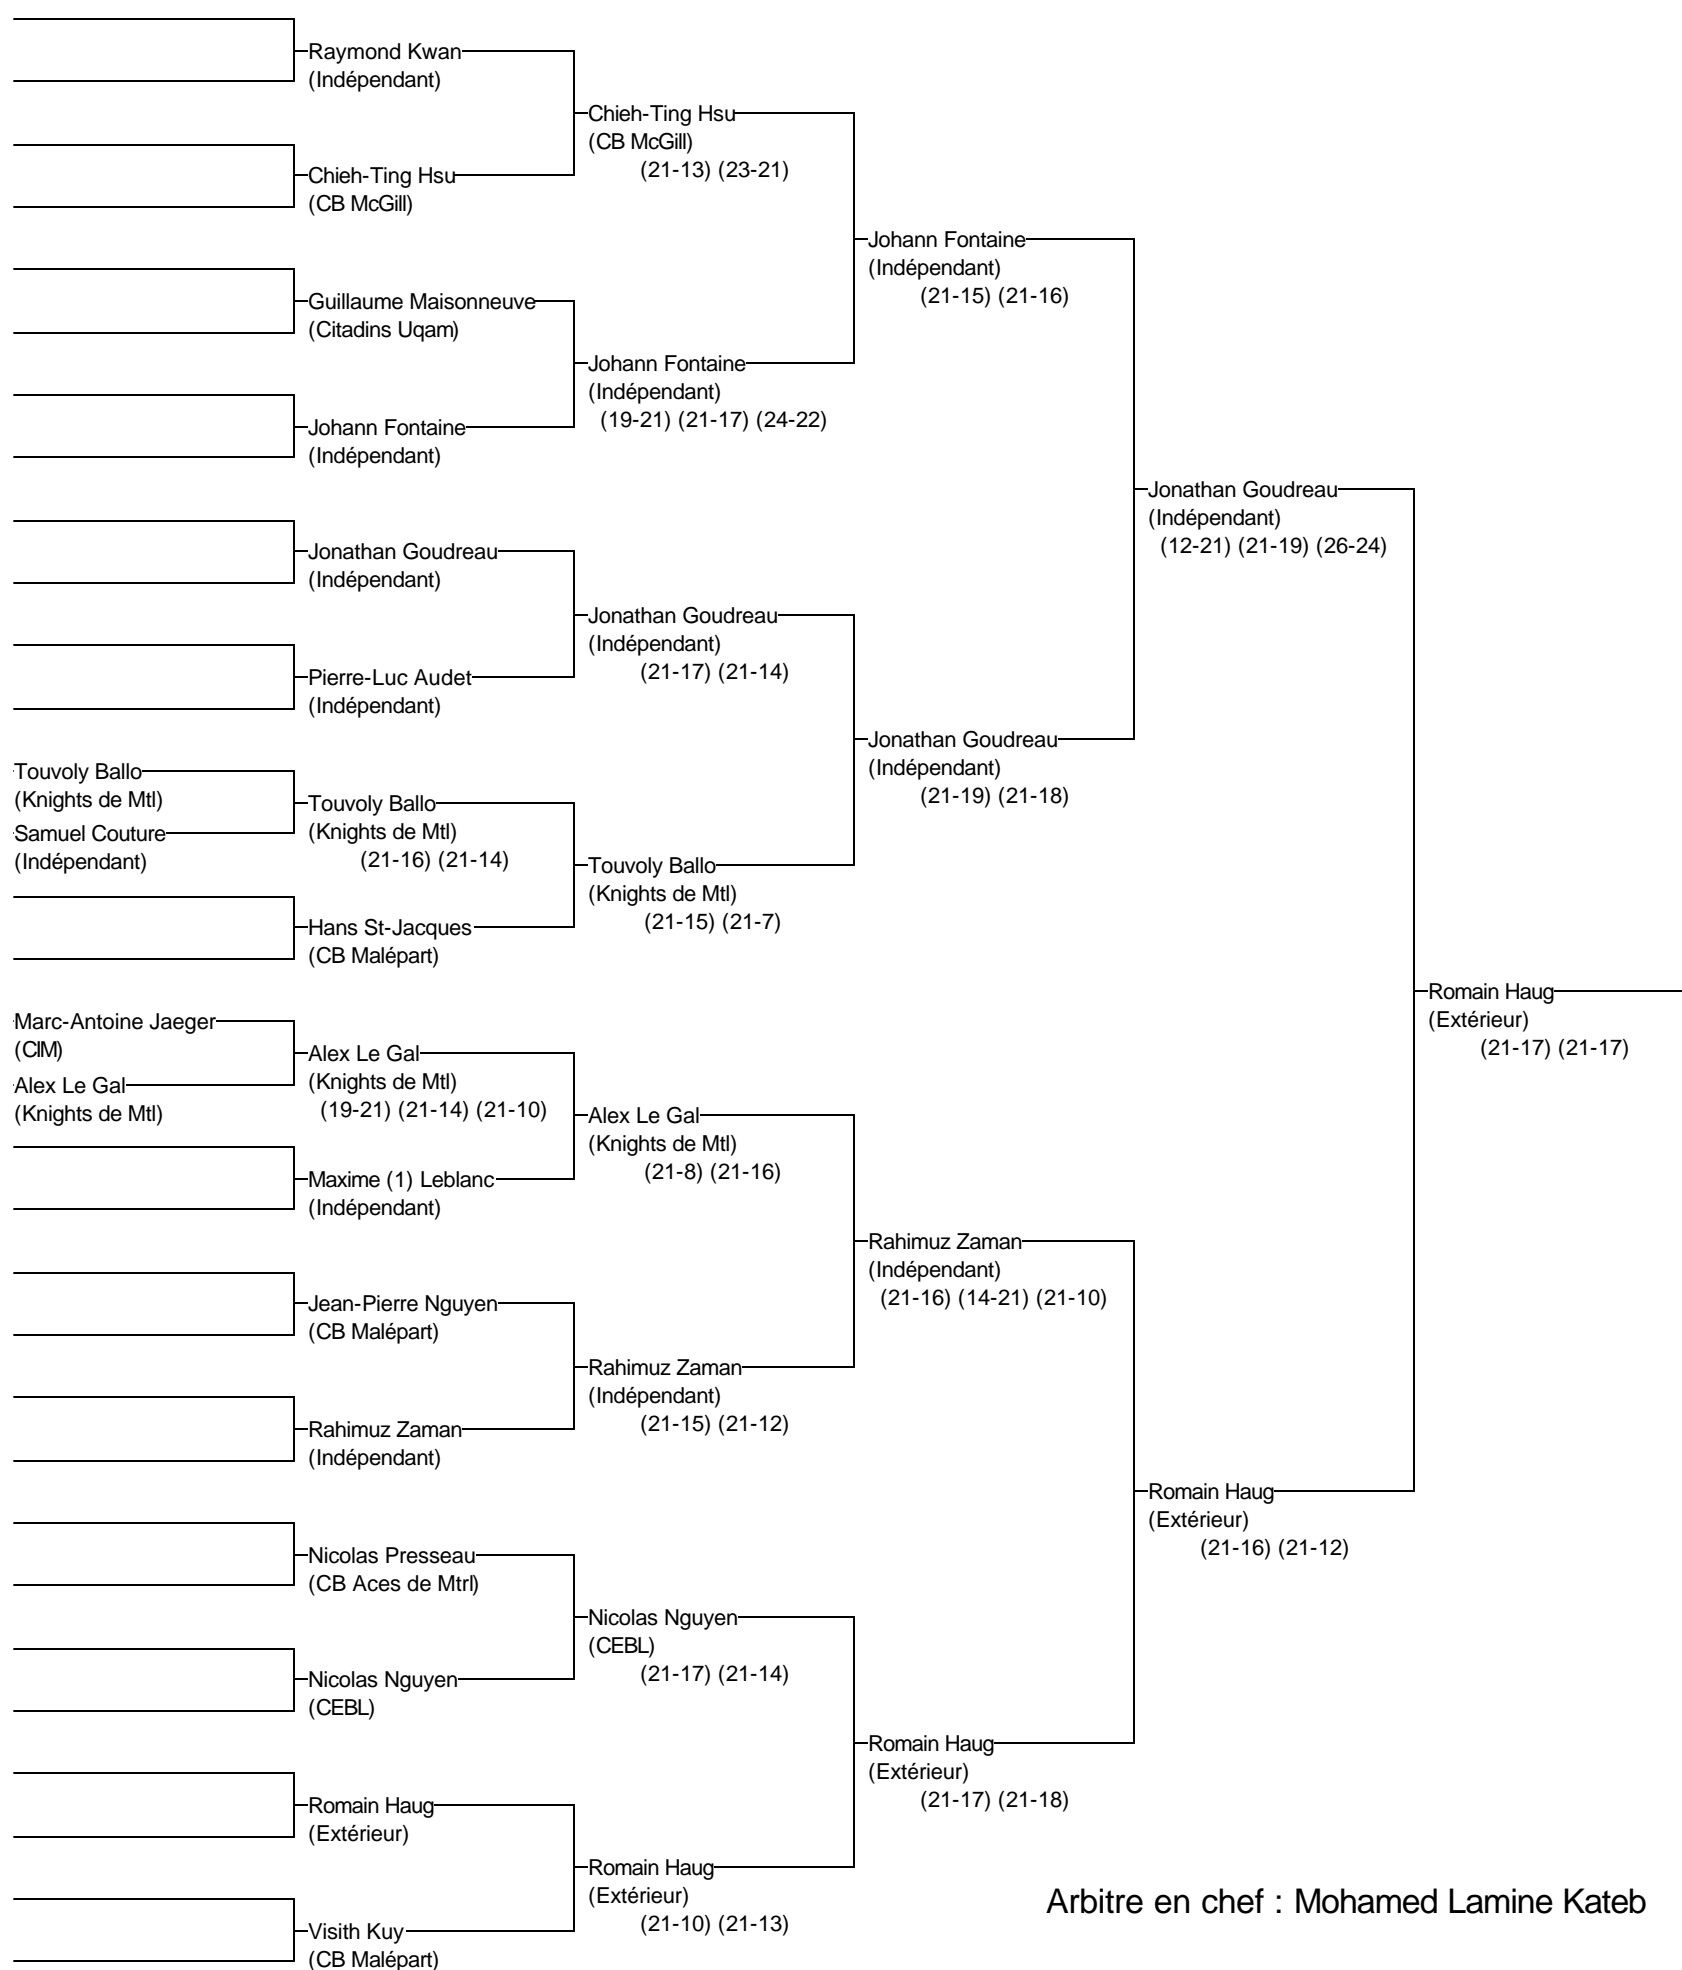 Raymond Kwan
(Indépendant)
Chieh-Ting Hsu
(CB McGill)
(21-13) (23-21)
Chieh-Ting Hsu
(CB McGill)
Johann Fontaine
(Indépendant)
(21-15) (21-16)
Guillaume Maisonneuve
(Citadins Uqam)
Johann Fontaine
(Indépendant)
(19-21) (21-17) (24-22)
Johann Fontaine
(Indépendant)
Jonathan Goudreau
(Indépendant)
(12-21) (21-19) (26-24)
Jonathan Goudreau
(Indépendant)
Jonathan Goudreau
(Indépendant)
(21-17) (21-14)
Pierre-Luc Audet
(Indépendant)
Jonathan Goudreau
(Indépendant)
(21-19) (21-18)
Touvoly Ballo
(Knights de Mtl)
Samuel Couture
(Indépendant)
Touvoly Ballo
(Knights de Mtl)
(21-16) (21-14)
Touvoly Ballo
(Knights de Mtl)
(21-15) (21-7)
Hans St-Jacques
(CB Malépart)
Romain Haug
(Extérieur)
(21-17) (21-17)
Marc-Antoine Jaeger
(CIM)
Alex Le Gal
(Knights de Mtl)
Alex Le Gal
(Knights de Mtl)
(19-21) (21-14) (21-10)
Alex Le Gal
(Knights de Mtl)
(21-8) (21-16)
Maxime (1) Leblanc
(Indépendant)
Rahimuz Zaman
(Indépendant)
(21-16) (14-21) (21-10)
Jean-Pierre Nguyen
(CB Malépart)
Rahimuz Zaman
(Indépendant)
(21-15) (21-12)
Rahimuz Zaman
(Indépendant)
Romain Haug
(Extérieur)
(21-16) (21-12)
Nicolas Presseau
(CB Aces de Mtrl)
Nicolas Nguyen
(CEBL)
(21-17) (21-14)
Nicolas Nguyen
(CEBL)
Romain Haug
(Extérieur)
(21-17) (21-18)
Romain Haug
(Extérieur)
Romain Haug
(Extérieur)
(21-10) (21-13)
Visith Kuy
(CB Malépart)
Arbitre en chef : Mohamed Lamine Kateb